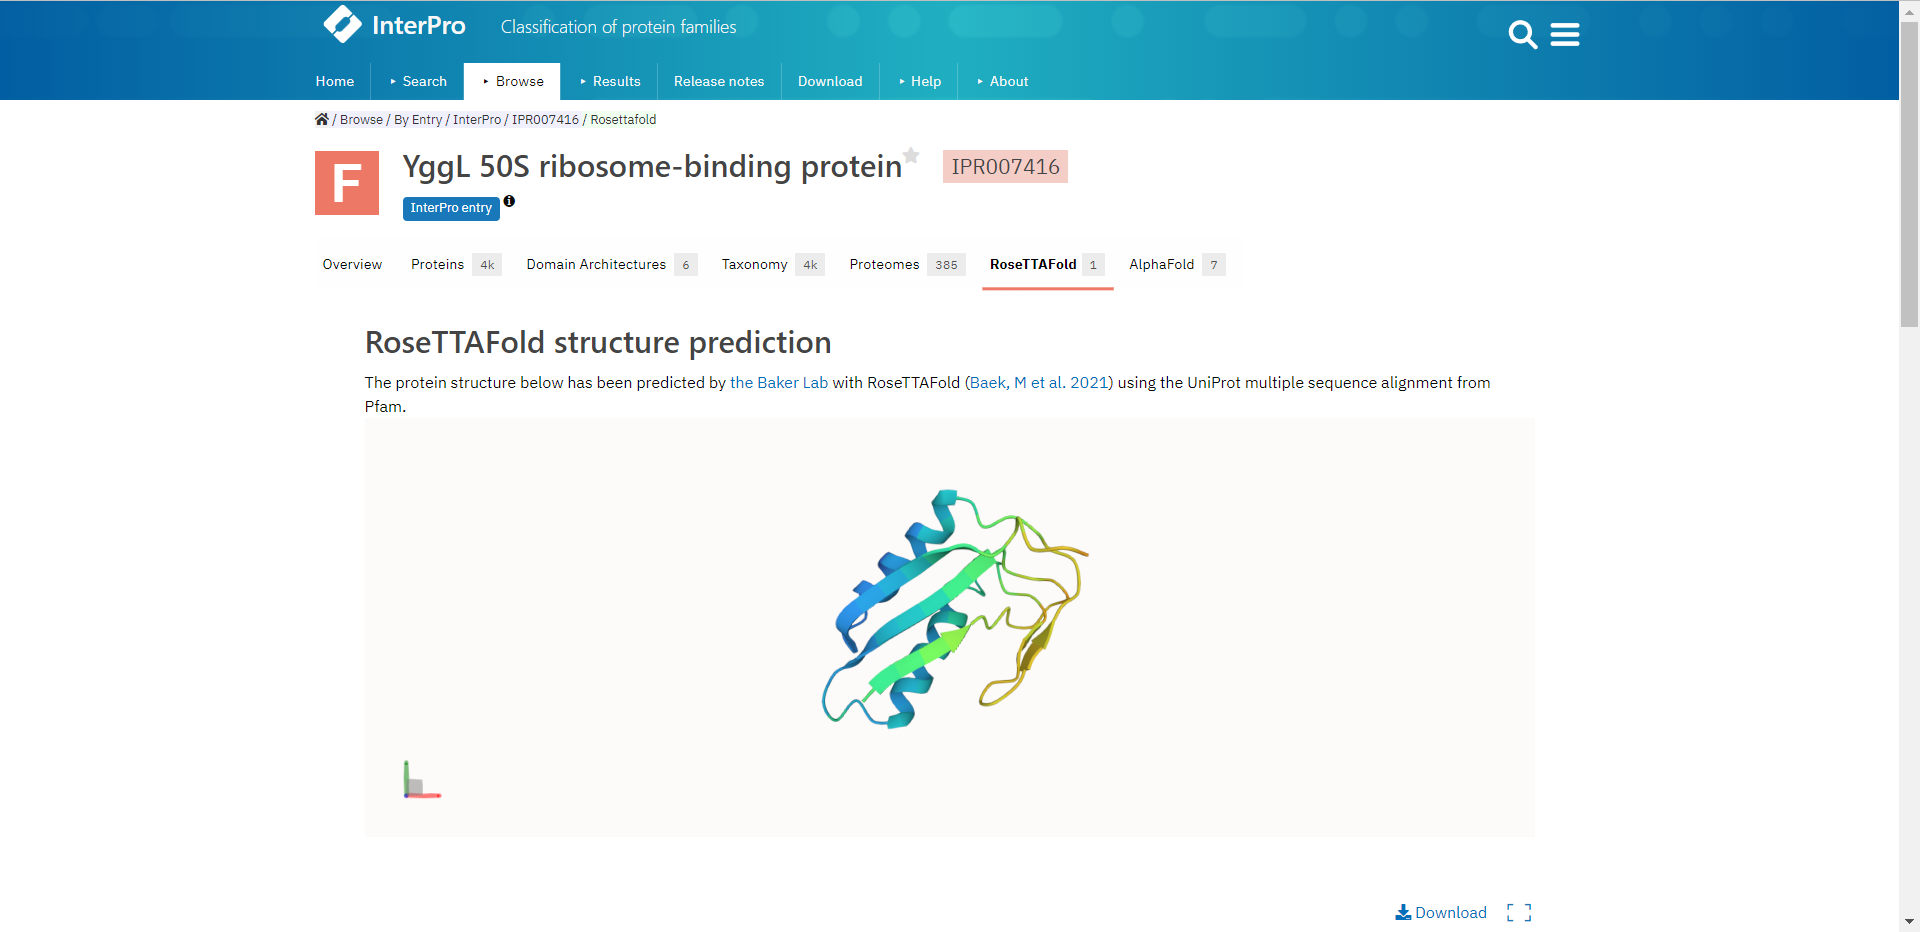 InterPro Classification of protein families
Home Search Browse Results Release notes Download Help About
/ Browse / By Entry / InterPro / IPR007416 / Rosettafold
F
YggL 50S ribosome-binding protein IPR007416
InterPro entry
Overview Proteins 4k Domain Architectures 6 Taxonomy 4k Proteomes 385 RoseTTAFold 1 AlphaFold 7
RoseTTAFold structure prediction
The protein structure below has been predicted by the Baker Lab with RoseTTAFold (Baek, M et al. 2021) using the UniProt multiple sequence alignment from
Pfam.
Download